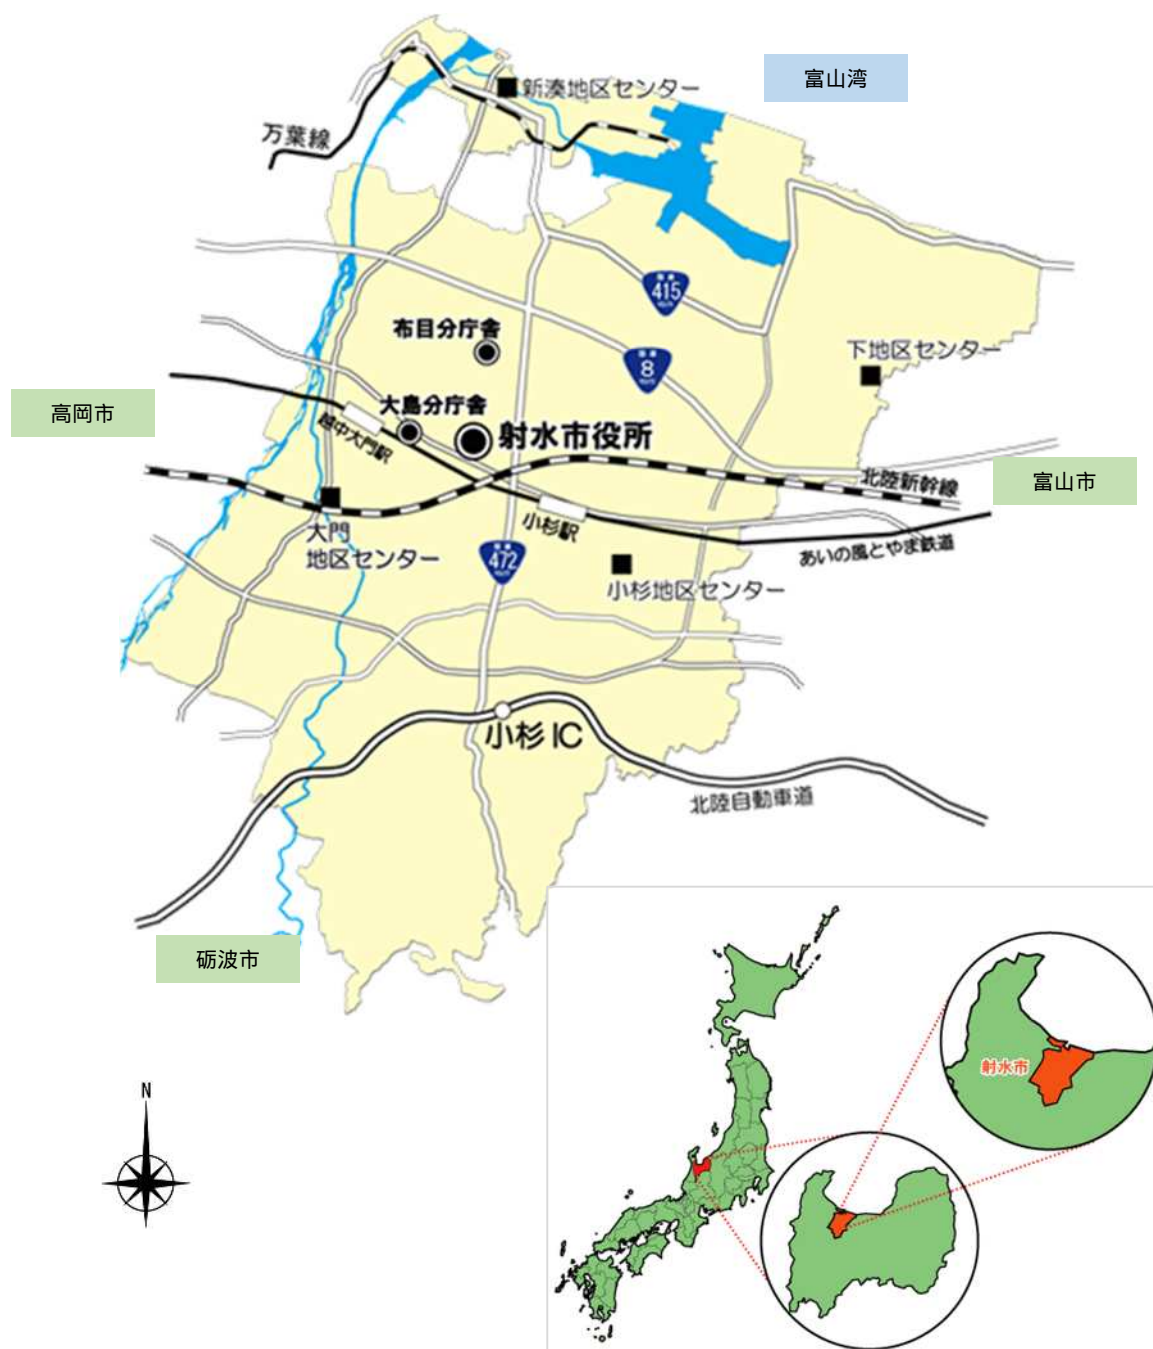 富山湾
新湊地区センター
万葉線
415
布目分庁舎
8
下地区センター
高岡市
大島分庁舎
射水市役所
越中大門駅
北陸新幹線
富山市
大門
地区センター
小杉駅
472
あいの風とやま鉄道
小杉地区センター
小杉IC
北陸自動車道
砺波市
射水市
N